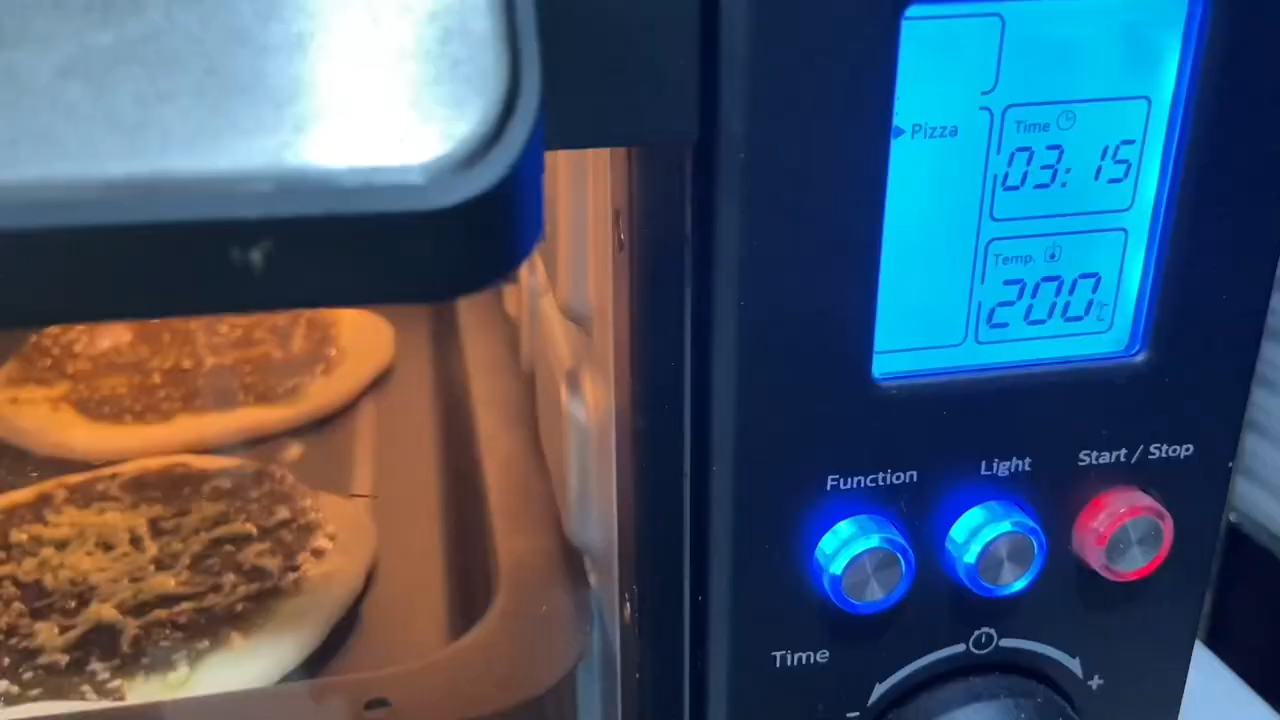 Pizza
Time
03:15
Temp.
200°C
Function
Light
Start / Stop
Time
- +